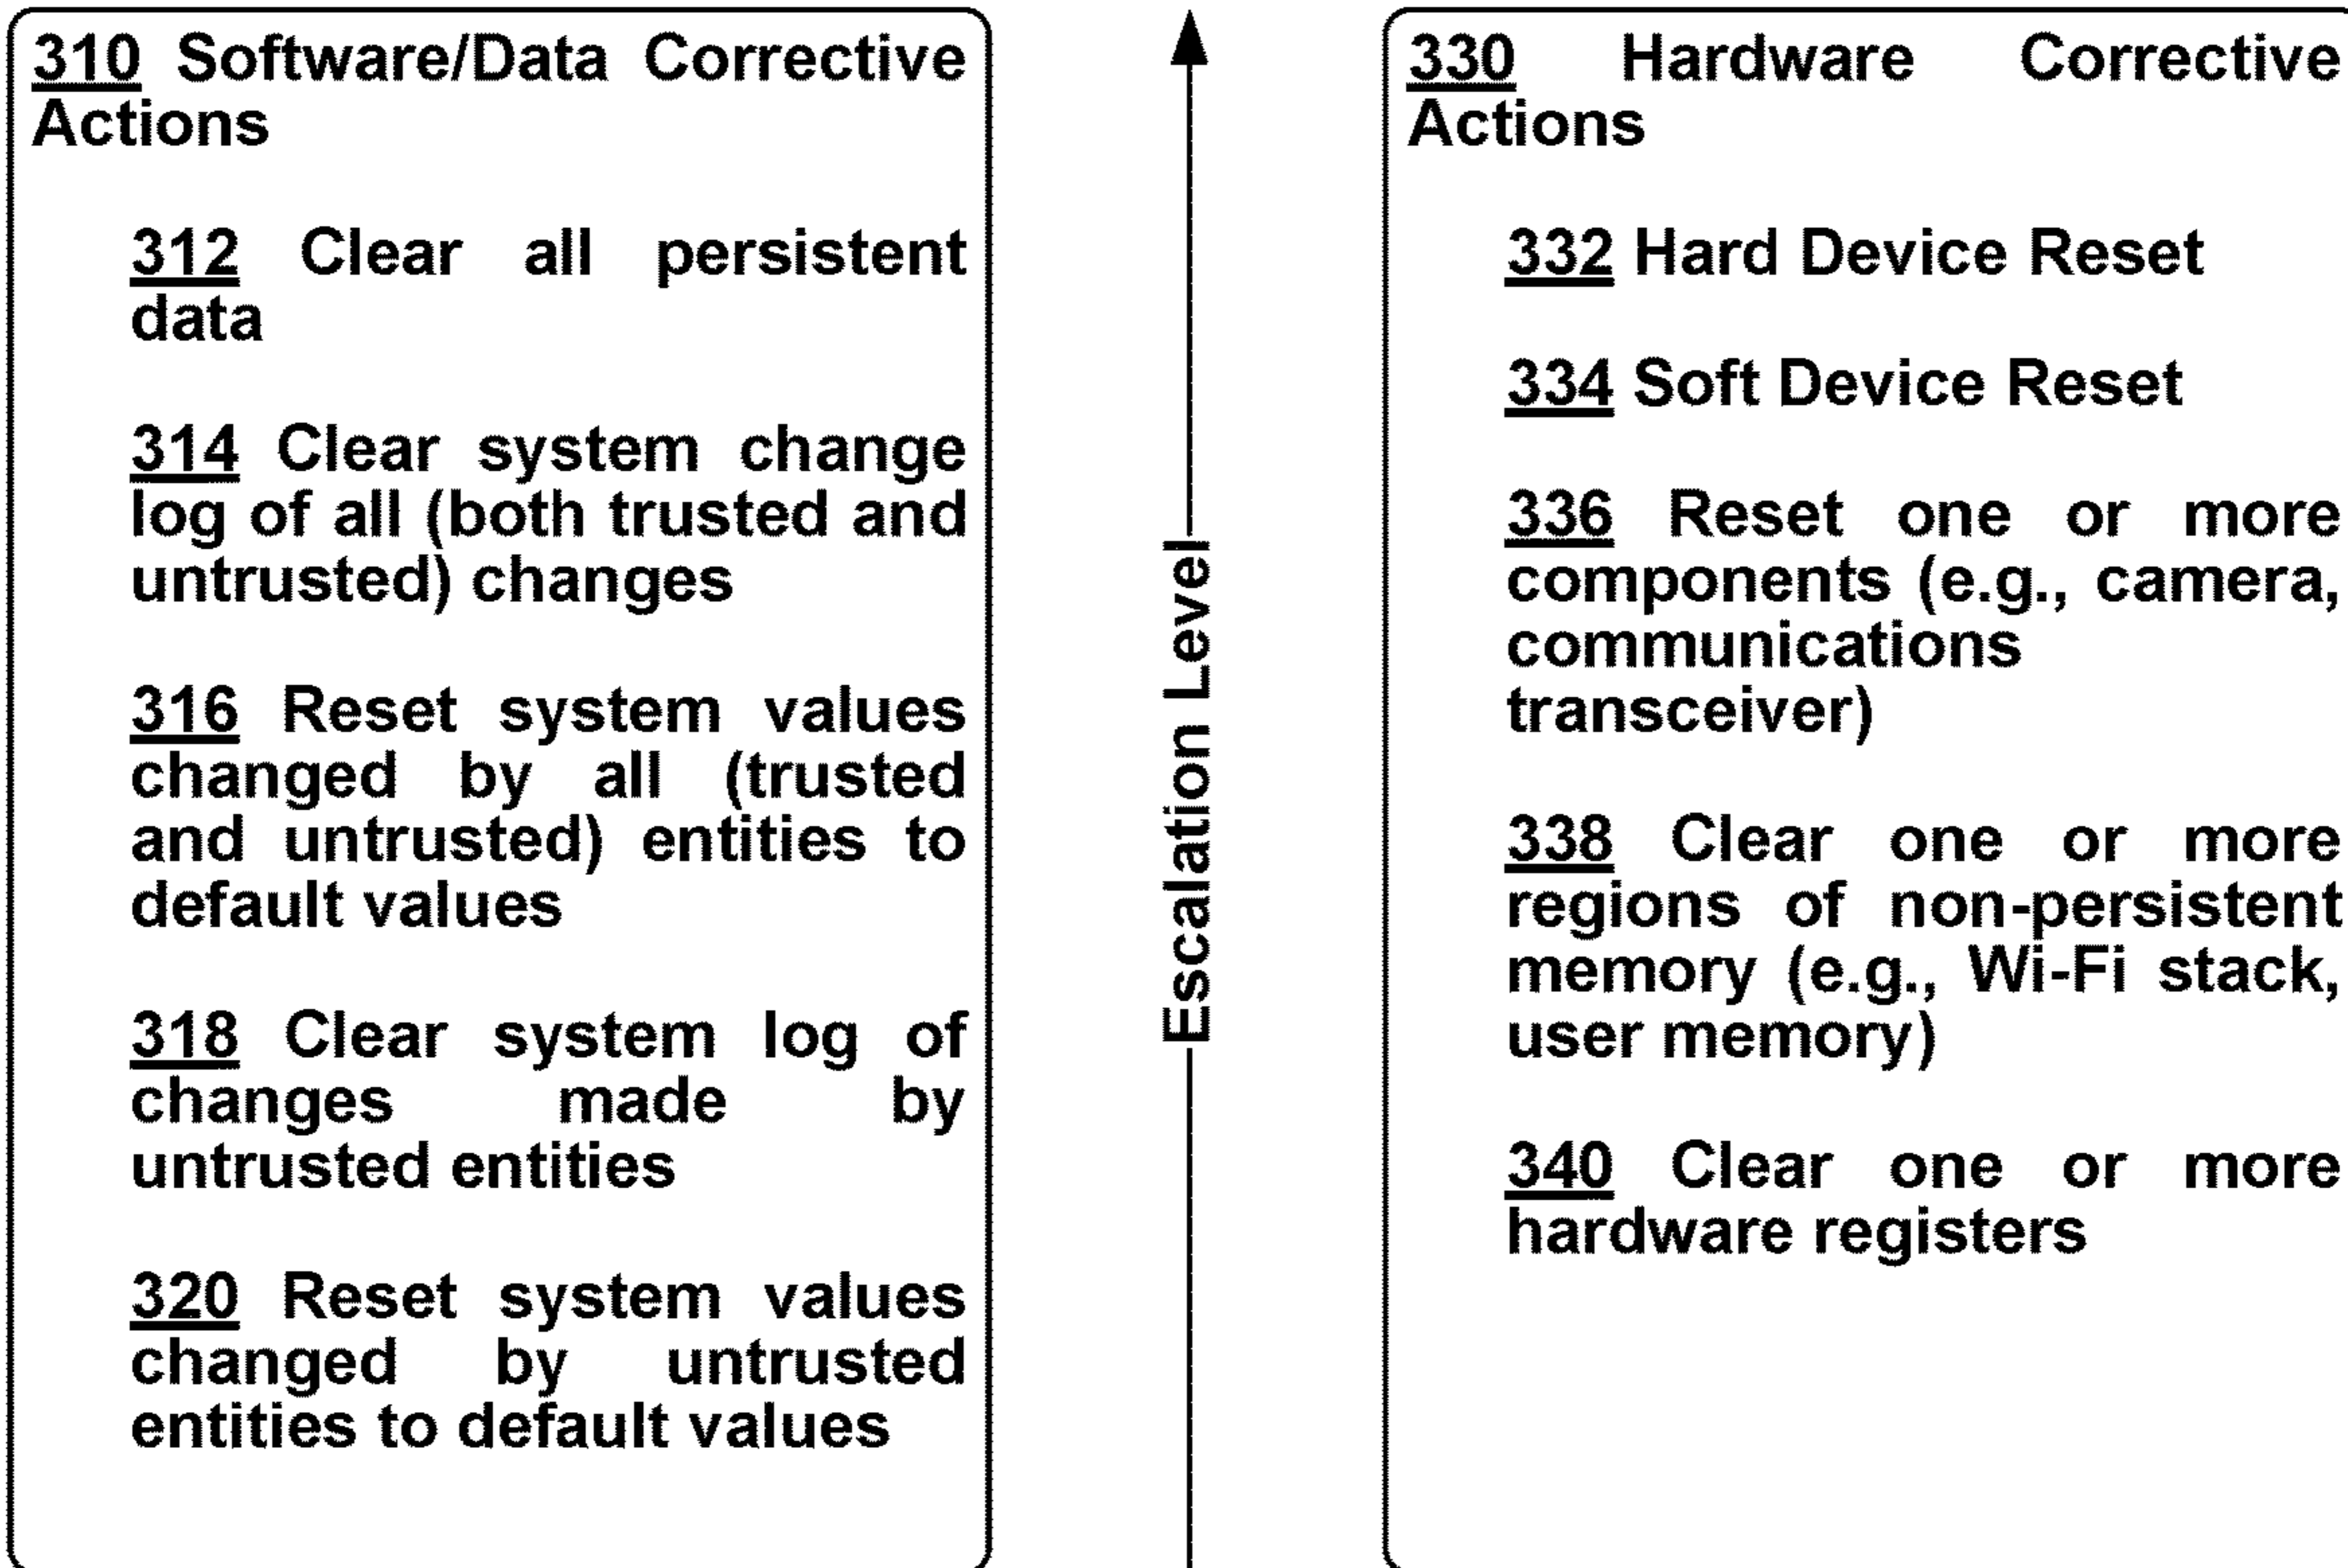 310 Software/Data Corrective
Actions
312 Clear all persistent
data
314 Clear system change
log of all (both trusted and
untrusted) changes
316 Reset system values
changed by all (trusted
and untrusted) entities to
default values
318 Clear system log of
changes made by
untrusted entities
320 Reset system values
changed by untrusted
entities to default values
Escalation Level
330 Hardware Corrective
Actions
332 Hard Device Reset
334 Soft Device Reset
336 Reset one or more
components (e.g., camera,
communications
transceiver)
338 Clear one or more
regions of non-persistent
memory (e.g., Wi-Fi stack,
user memory)
340 Clear one or more
hardware registers